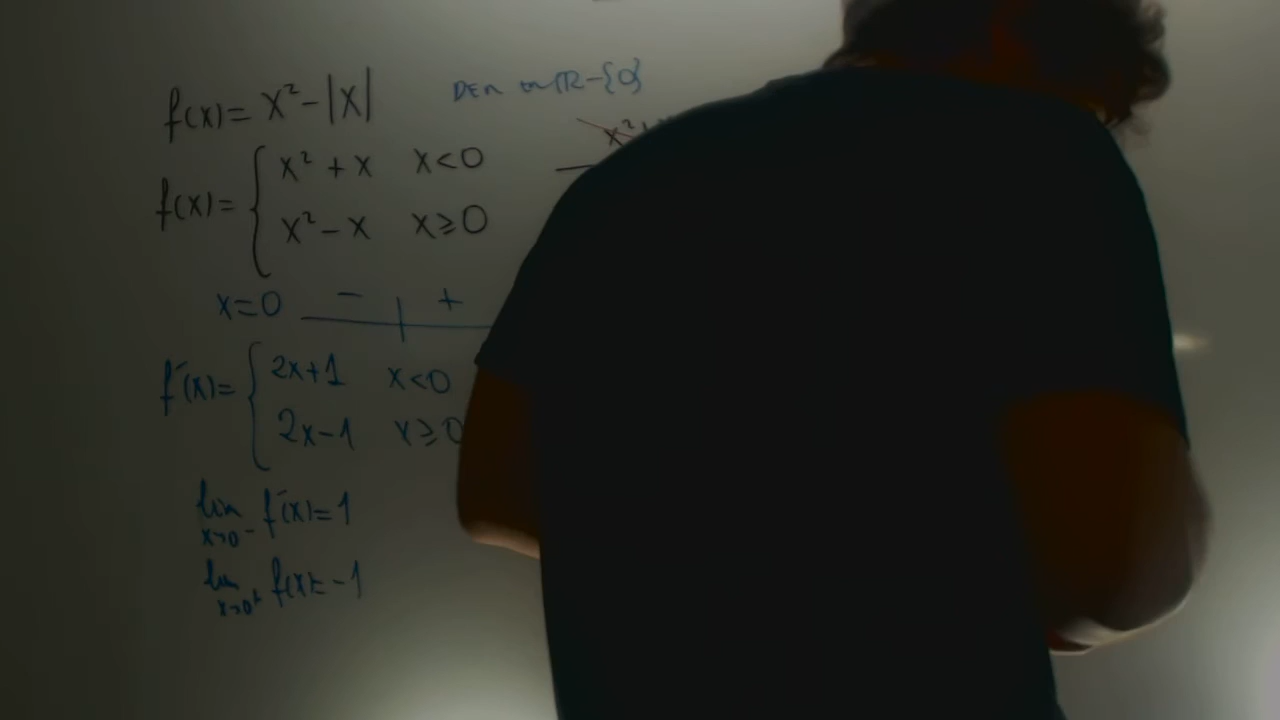 f(x)= x²-|x|
DER en ℝ-{0}
f(x)= { x²+x x<0
x²-x x≥0
x²
x=0 - | +
f'(x)= { 2x+1 x<0
2x-1 x≥0
lim x→0⁻ f'(x)=1
lim x→0⁺ f(x)=-1